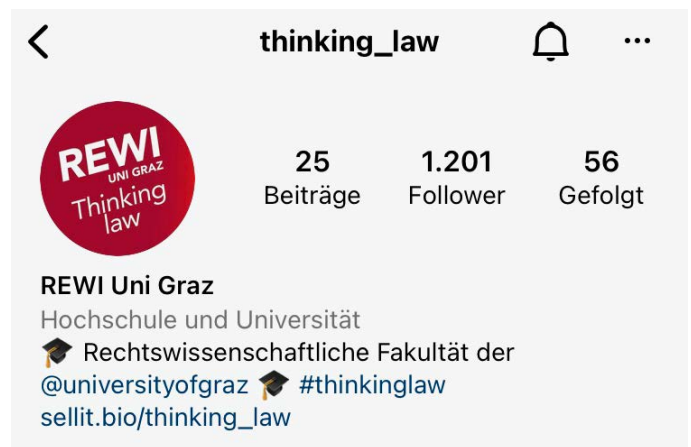 thinking_law
REWI
UNI GRAZ
Thinking
law
25
Beiträge
1.201
Follower
56
Gefolgt
REWI Uni Graz
Hochschule und Universität
🎓 Rechtswissenschaftliche Fakultät der
@universityofgraz 🎓 #thinkinglaw
sellit.bio/thinking_law